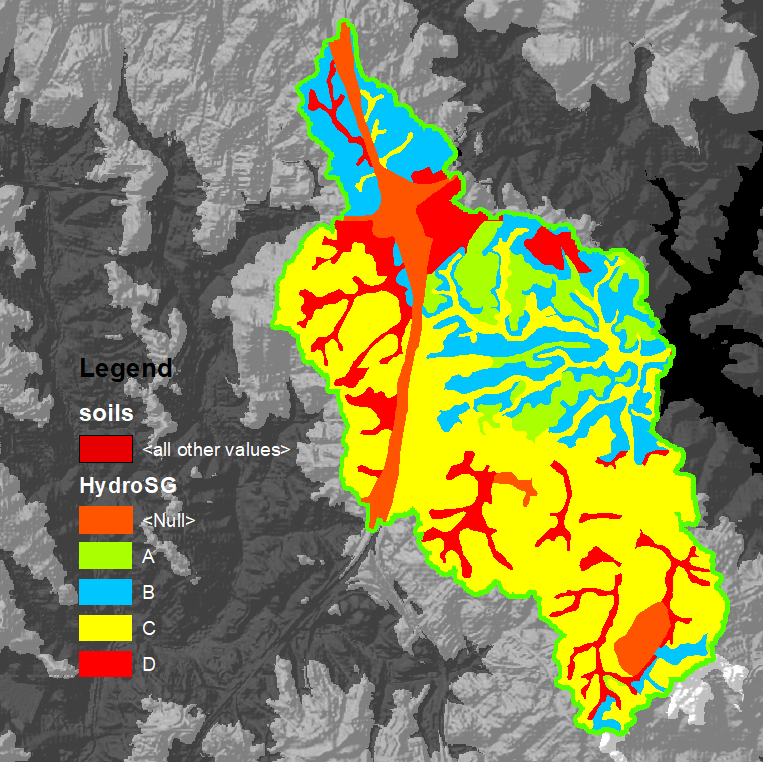 Legend
soils
<all other values>
HydroSG
<Null>
A
B
C
D